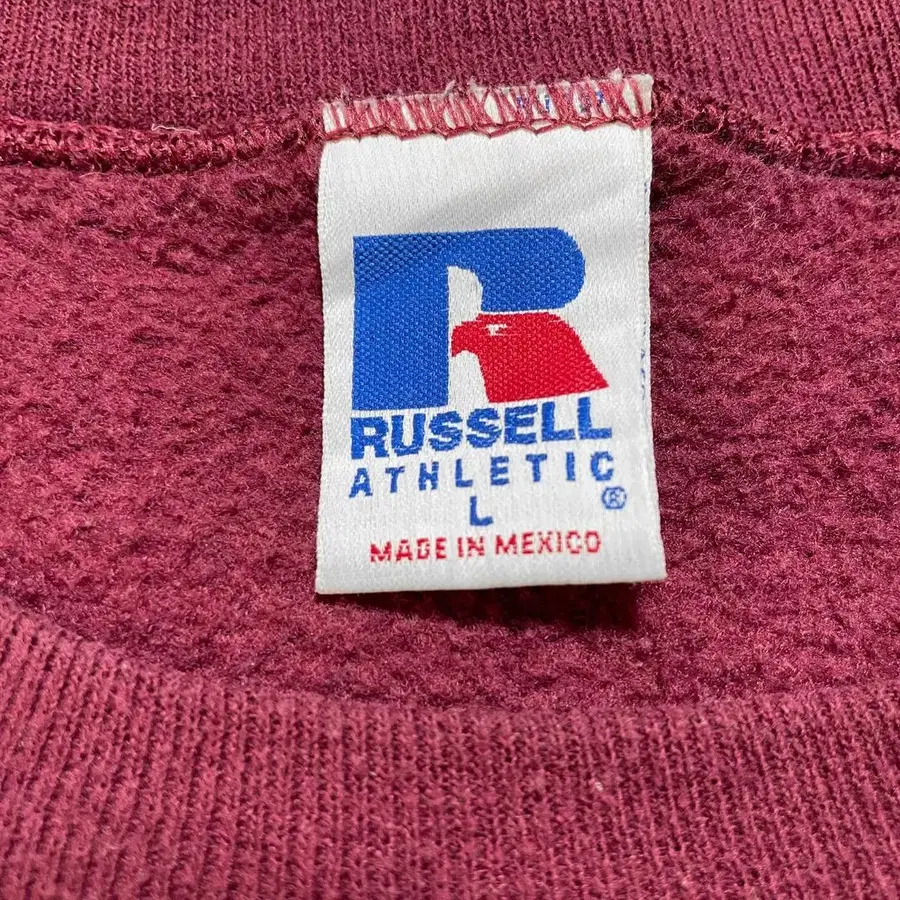 RUSSELL
ATHLETIC
L ®
MADE IN MEXICO